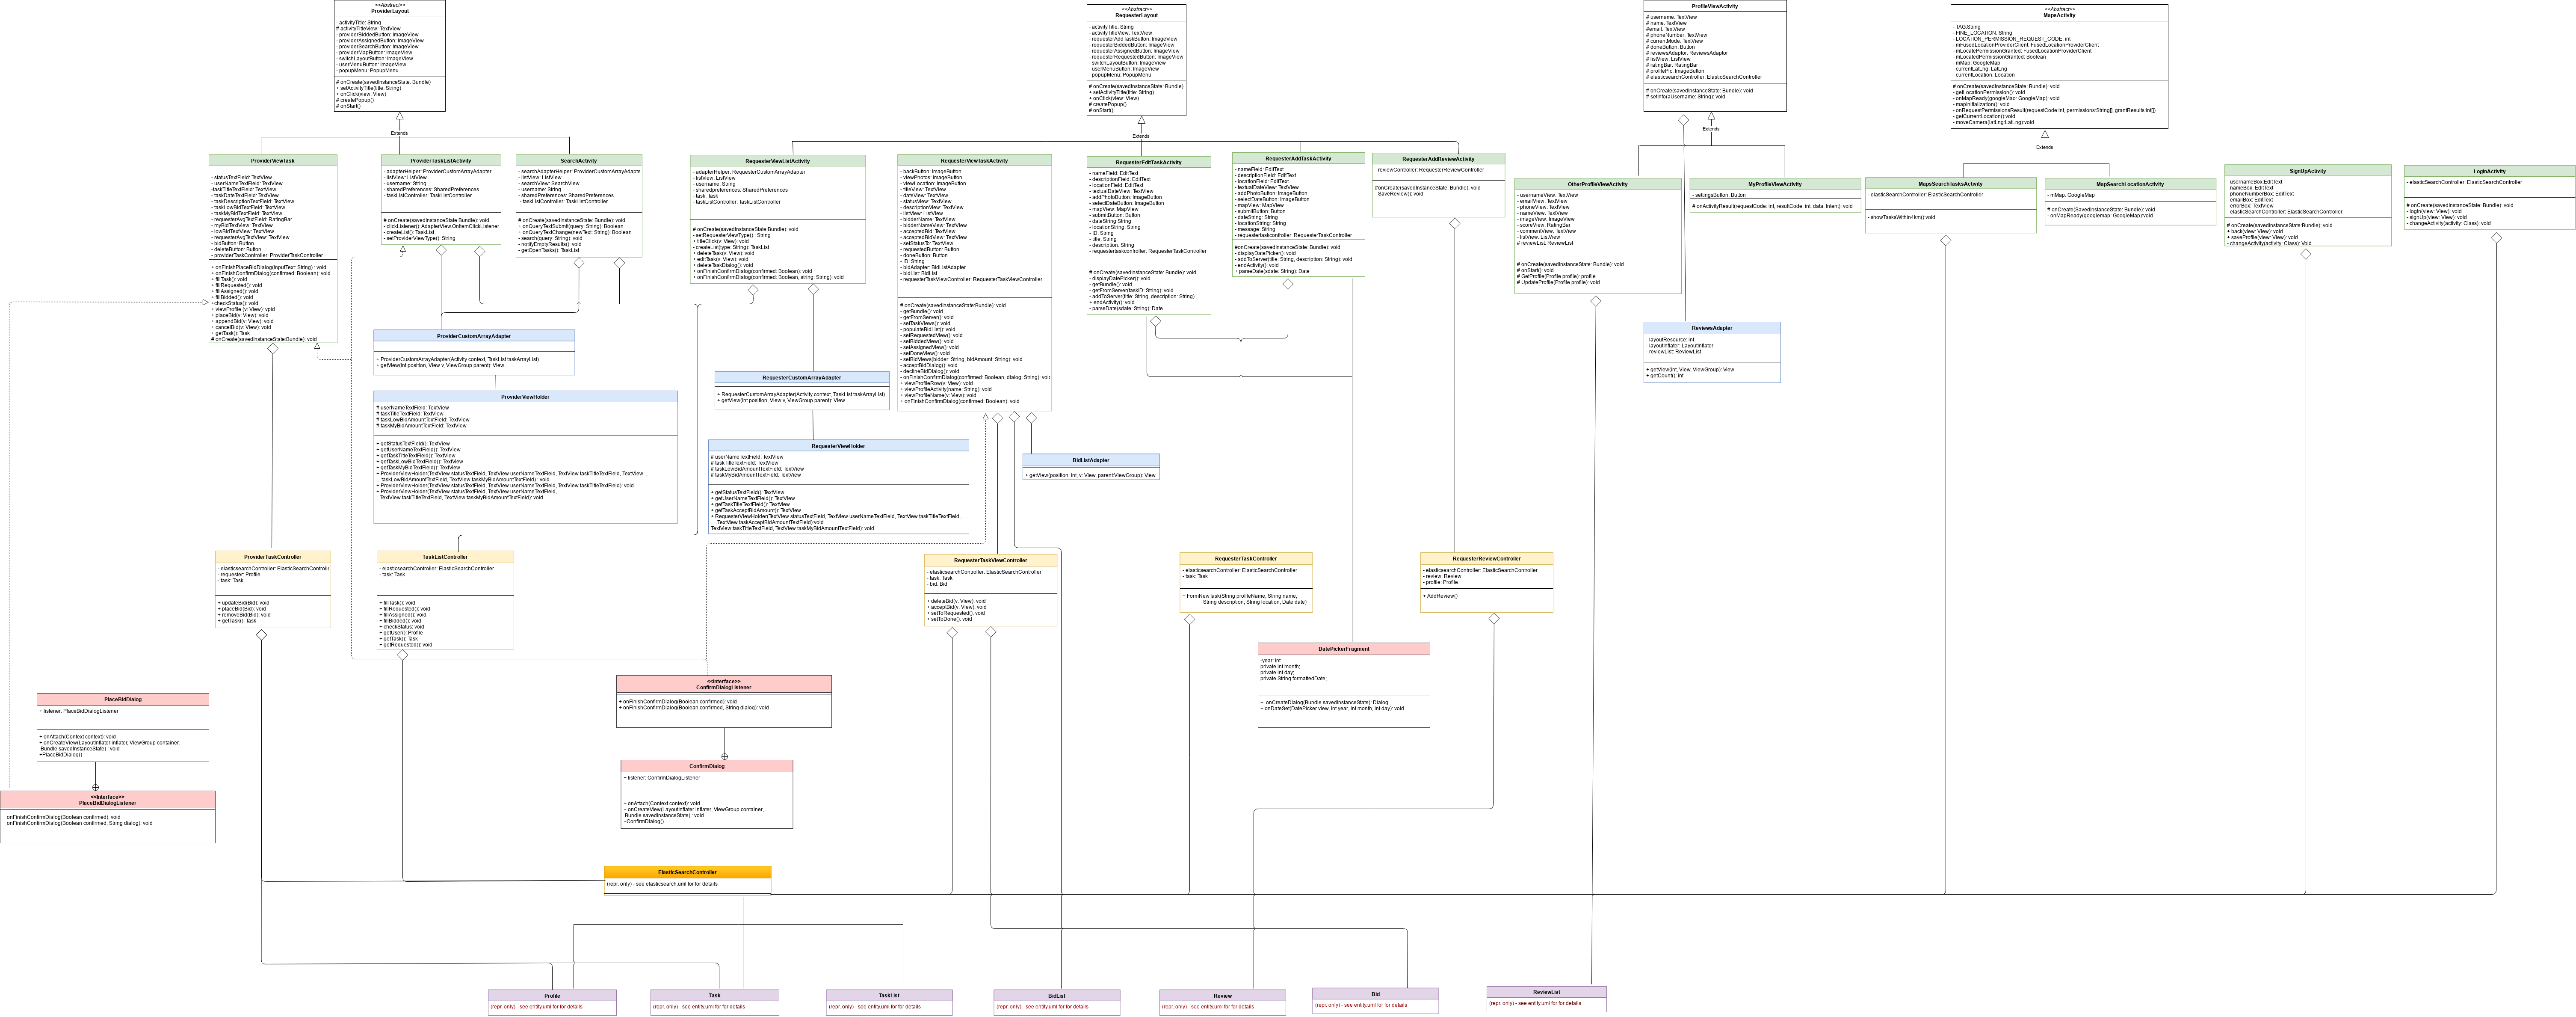 <<Abstract>>
ProviderLayout
- activityTitle: String
# activityTitleView: TextView
- providerBiddedButton: ImageView
- providerAssignedButton: ImageView
- providerSearchButton: ImageView
- providerMapButton: ImageView
- switchLayoutButton: ImageView
- userMenuButton: ImageView
- popupMenu: PopupMenu
# onCreate(savedInstanceState: Bundle)
+ setActivityTitle(title: String)
+ onClick(view: View)
# createPopup()
# onStart()
Extends
<<Abstract>>
RequesterLayout
- activityTitle: String
- activityTitleView: TextView
- requesterAddTaskButton: ImageView
- requesterBiddedButton: ImageView
- requesterAssignedButton: ImageView
- requesterRequestedButton: ImageView
- switchLayoutButton: ImageView
- userMenuButton: ImageView
- popupMenu: PopupMenu
# onCreate(savedInstanceState: Bundle)
+ setActivityTitle(title: String)
+ onClick(view: View)
# createPopup()
# onStart()
Extends
ProfileViewActivity
# username: TextView
# name: TextView
#email: TextView
# phoneNumber: TextView
# currentMode: TextView
# doneButton: Button
# reviewsAdaptor: ReviewsAdaptor
# listView: ListView
# ratingBar: RatingBar
# profilePic: ImageButton
# elasticsearchController: ElasticSearchController
# onCreate(savedInstanceState: Bundle): void
# setInfo(aUsername: String): void
Extends
<<Abstract>>
MapsActivity
- TAG:String
- FINE_LOCATION: String
- LOCATION_PERMISSION_REQUEST_CODE: int
- mFusedLocationProviderClient: FusedLocationProviderClient
- mLocatePermissionGranted: FusedLocationProviderClient
- mLocatedPermissionGranted: Boolean
- mMap: GoogleMap
- currentLatLng: LatLng
- currentLocation: Location
# onCreate(savedInstanceState: Bundle): void
- getLocationPermission(): void
- onMapReady(googleMao: GoogleMap): void
- mapInitialization(): void
- onRequestPermissionsResult(requestCode:int, permissions:String[], grantResults:int[])
- getCurrentLocation():void
- moveCamera(latLng:LatLng):void
Extends
ProviderViewTask
- statusTextField: TextView
- userNameTextField: TextView
-taskTitleTextField: TextView
- taskDateTextField: TextView
- taskDescriptionTextField: TextView
- taskLowBidTextField: TextView
- taskMyBidTextField: TextView
- requesterAvgTextField: RatingBar
- myBidTextView: TextView
- lowBidTextView: TextView
- requesterAvgTextView: TextView
- bidButton: Button
- deleteButton: Button
- providerTaskController: ProviderTaskController
+ onFinishPlaceBidDialog(inputText: String) : void
+ onFinishConfirmDialog(confirmed: Boolean): void
+ fillTask(): void
+ fillRequested(): void
+ fillAssigned(): void
+ fillBidded(): void
+checkStatus(): void
+ viewProfile (v: View): vpid
+ placeBid(v: View): void
+ appendBid(v: View): void
+ cancelBid(v: View): void
+ getTask(): Task
# onCreate(savedInstanceState:Bundle): void
ProviderTaskListActivity
- adapterHelper: ProviderCustomArrayAdapter
- listView: ListView
- username: String
- sharedPreferences: SharedPreferences
- taskListController: TaskListController
# onCreate(savedInstanceState: Bundle): void
- clickListener(): AdapterView.OnItemClickListener
- createList(): TaskList
- setProviderViewType(): String
SearchActivity
- searchAdapterHelper: ProviderCustomArrayAdapte
- listView: ListView
- searchView: SearchView
- username: String
- sharedPreferences: SharedPreferences
- taskListController: TaskListController
# onCreate(savedInstanceState: Bundle): void
+ onQueryTextSubmit(query: String): Boolean
+ onQueryTextChange(newText: String): Boolean
- search(query: String): void
- notifyEmptyResults(): void
- getOpenTasks(): TaskList
RequesterViewListActivity
adapterHelper: RequesterCustomArrayAdapter
- listView: ListView
- username: String
- sharedpreferences: SharedPreferences
- task: Task
- taskListController: TaskListController
# onCreate(savedInstanceState:Bundle): void
- setRequesterViewType() : String
+ titleClick(v: View): void
- createList(type: String): TaskList
+ deleteTask(v: View): void
+ editTask(v: View): void
+ deleteTaskDialog(): void
+ onFinishConfirmDialog(confirmed: Boolean): void
+ onFinishConfirmDialog(confirmed: Boolean, string: String): void
RequesterViewTaskActivity
- backButton: ImageButton
- viewPhotos: ImageButton
- viewLocation: ImageButton
- titleView: TextView
- dateView: TextView
- statusView: TextView
- descriptionView: TextView
- listView: ListView
- bidderName: TextView
- bidderNameView: TextView
- acceptedBid: TextView
- acceptedBidView: TextView
- setStatusTo: TextView
- requestedButton: Button
- doneButton: Button
- ID: String
- bidAdapter: BidListAdapter
- bidList: BidList
- requesterTaskViewController: RequesterTaskViewController
# onCreate(savedInstanceState:Bundle): void
- getBundle(): void
- getFromServer(): void
- setTaskViews(): void
- populateBidList(): void
- setRequestedView(): void
- setBiddedView(): void
- setAssignedView(): void
- setDoneView(): void
- setBidViews(bidder: String, bidAmount: String): void
- acceptBidDialog(): void
- declineBidDialog(): void
- onFinishConfirmDialog(confirmed: Boolean, dialog: String): voic
+ viewProfileRow(v: View): void
+ viewProfileActivity(name: String): void
+ viewProfileName(v: View): void
+ onFinishConfirmDialog(confirmed: Boolean): void
RequesterEditTaskActivity
- nameField: EditText
- descriptionField: EditText
- locationField: EditText
- textualDateView: TextView
- addPhotoButton: ImageButton
- selectDateButton: ImageButton
- mapView: MapView
- submitButton: Button
- dateString String
- locationString: String
- ID: String
- title: String
- description: String
- requestertaskcontroller: RequesterTaskController
# onCreate(savedInstanceState: Bundle): void
- displayDatePicker(): void
- getBundle(): void
- getFromServer(taskID: String): void
- addToServer(title: String, description: String)
+ endActivity(): void
- parseDate(sdate: String): Date
RequesterAddTaskActivity
nameField: EditText
- descriptionField: EditText
- locationField: EditText
- textualDateView: TextView
- addPhotoButton: ImageButton
- selectDateButton: ImageButton
- mapView: MapView
- submitButton: Button
- dateString: String
- locationString: String
- message: String
- requestertaskcontroller: RequesterTaskController
#onCreate(savedInstanceState: Bundle): void
- displayDatePicker(): void
- addToServer(title: String, description: String): void
- endActivity(): void
+ parseDate(sdate: String): Date
RequesterAddReviewActivity
- reviewController: RequesterReviewController
#onCreate(savedInstanceState: Bundle): void
- SaveReview(): void
OtherProfileViewActivity
- usernameView: TextView
- emailView: TextView
- phoneView: TextView
- nameView: TextView
- imageView: ImageView
- scoreView: RatingBar
- commentView: TextView
- listView: ListView
# reviewList: ReviewList
# onCreate(savedInstanceState: Bundle): void
# onStart(): void
# GetProfile(Profile profile): profile
# UpdateProfile(Profile profile): void
MyProfileViewActivity
- settingsButton: Button
# onActivityResult(requestCode: int, resultCode: int, data: Intent): void
MapsSearchTasksActivity
- elasticSearchController: ElasticSearchController
- showTasksWithin4km():void
MapSearchLocationActivity
- mMap: GoogleMap
# onCreate(SavedInstanceState: Bundle): void
- onMapReady(googlemap: GoogleMap):void
SignUpActivity
- usernameBox:EditText
- nameBox: EditText
- phoneNumberBox: EditText
- emailBox: EditText
- errorBox: TextView
- elasticSearchController: ElasticSearchController
# onCreate(savedInstanceState: Bundle): void
+ back(view: View): void
+ saveProfile(view: View): void
- changeActivity(activity: Class): Void
LoginActivity
- elasticSearchController: ElasticSearchController
# onCreate(savedInstanceState: Bundle): void
- logIn(view: View): void
- signUp(view: View): void
- changeActivity(activity: Class): void
ProviderCustomArrayAdapter
+ ProviderCustomArrayAdapter(Activity context, TaskList taskArrayList)
+ getView(int position, View v, ViewGroup parent): View
ProviderViewHolder
# userNameTextField: TextView
# taskTitleTextField: TextView
# taskLowBidAmountTextField: TextView
# taskMyBidAmountTextField: TextView
+ getStatusTextField(): TextView
+ getUserNameTextField(): TextView
+ getTaskTitleTextField(): TextView
+ getTaskLowBidTextField(): TextView
+ getTaskMyBidTextField(): TextView
+ ProviderViewHolder(TextView statusTextField, TextView userNameTextField, TextView taskTitleTextField, TextView ...
... taskLowBidAmountTextField, TextView taskMyBidAmountTextField) : void
+ ProviderViewHolder(TextView statusTextField, TextView userNameTextField, TextView taskTitleTextField): void
+ ProviderViewHolder(TextView statusTextField, TextView userNameTextField, ...
.. TextView taskTitleTextField, TextView taskMyBidAmountTextField): void
RequesterCustomArrayAdapter
+ RequesterCustomArrayAdapter(Activity context, TaskList taskArrayList)
+ getView(int position, View v, ViewGroup parent): View
RequesterViewHolder
# userNameTextField: TextView
# taskTitleTextField: TextView
# taskLowBidAmountTextField: TextView
# taskMyBidAmountTextField: TextView
+ getStatusTextField(): TextView
+ getUserNameTextField(): TextView
+ getTaskTitleTextField(): TextView
+ getTaskAcceptBidAmount(): TextView
+ RequesterViewHolder(TextView statusTextField, TextView userNameTextField, TextView taskTitleTextField, ...
.... TextView taskAcceptBidAmountTextField):void
TextView taskTitleTextField, TextView taskMyBidAmountTextField): void
BidListAdapter
+ getView(position: int, v: View, parent:ViewGroup): View
ReviewsAdapter
- layoutResource: int
- layoutInflater: LayoutInflater
- reviewList: ReviewList
+ getView(int, View, ViewGroup): View
+ getCount(): int
ProviderTaskController
- elasticsearchController: ElasticSearchControlle
- requester: Profile
- task: Task
+ updateBid(Bid): void
+ placeBid(Bid): void
+ removeBid(Bid): void
+ getTask(): Task
TaskListController
- elasticsearchController: ElasticSearchController
- task: Task
+ fillTask(): void
+ fillRequested(): void
+ fillAssigned(): void
+ fillBidded(): void
+ checkStatus: void
+ getUser(): Profile
+ getTask(): Task
+ getRequested(): void
RequesterTaskViewController
- elasticsearchController: ElasticSearchController
- task: Task
- bid: Bid
+ deleteBid(v: View): void
+ acceptBid(v: View): void
+ setToRequested(): void
+ setToDone(): void
RequesterTaskController
- elasticsearchController: ElasticSearchController
- task: Task
+ FormNewTask(String profileName, String name,
String description, String location, Date date)
RequesterReviewController
- elasticsearchController: ElasticSearchController
- review: Review
- profile: Profile
+ AddReview()
DatePickerFragment
-year: int
private int month;
private int day;
private String formattedDate;
+ onCreateDialog(Bundle savedInstanceState): Dialog
+ onDateSet(DatePicker view, int year, int month, int day): void
PlaceBidDialog
+ listener: PlaceBidDialogListener
+ onAttach(Context context): void
+ onCreateView(LayoutInflater inflater, ViewGroup container,
Bundle savedInstanceState) : void
+PlaceBidDialog()
<<Interface>>
PlaceBidDialogListener
+ onFinishConfirmDialog(Boolean confirmed): void
+ onFinishConfirmDialog(Boolean confirmed, String dialog): void
<<Interface>>
ConfirmDialogListener
+ onFinishConfirmDialog(Boolean confirmed): void
+ onFinishConfirmDialog(Boolean confirmed, String dialog): void
ConfirmDialog
+ listener: ConfirmDialogListener
+ onAttach(Context context): void
+ onCreateView(LayoutInflater inflater, ViewGroup container,
Bundle savedInstanceState) : void
+ConfirmDialog()
ElasticSearchController
(repr. only) - see elasticsearch.uml for for details
Profile
(repr. only) - see entity.uml for for details
Task
(repr. only) - see entity.uml for for details
TaskList
(repr. only) - see entity.uml for for details
BidList
(repr. only) - see entity.uml for for details
Review
(repr. only) - see entity.uml for for details
Bid
(repr. only) - see entity.uml for for details
ReviewList
(repr. only) - see entity.uml for for details